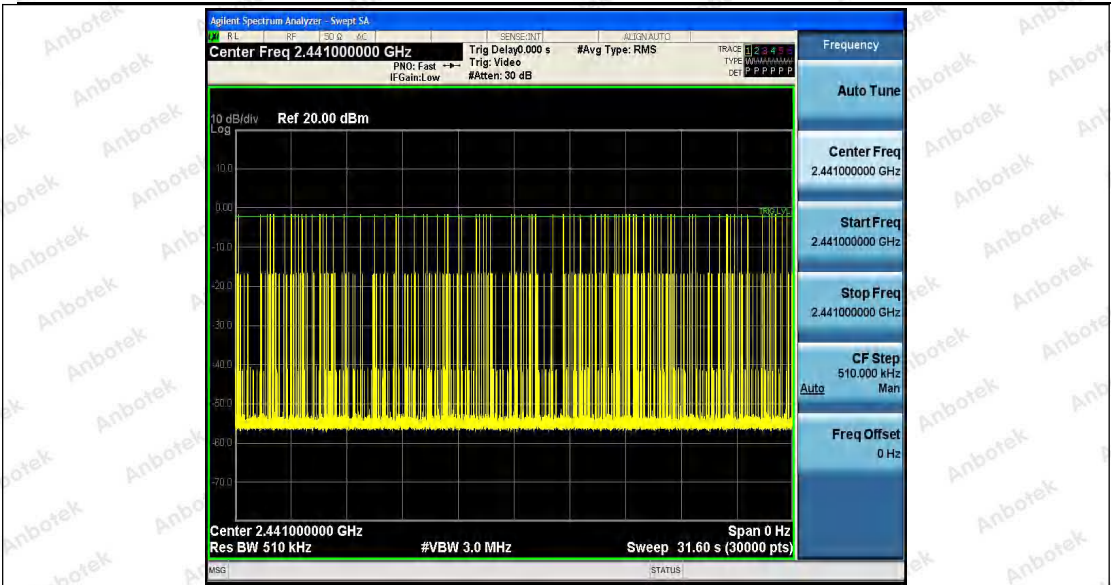 Agilent Spectrum Analyzer - Swept SA
RL RF 50 Ω AC SENSE:INT ALIGNAUTO
Center Freq 2.441000000 GHz
Trig Delay0.000 s
#Avg Type: RMS
TRACE 1 2 3 4 5 6
PNO: Fast
Trig: Video
TYPE
IFGain:Low
#Atten: 30 dB
DET P P P P P P
Frequency
Auto Tune
Center Freq
2.441000000 GHz
Start Freq
2.441000000 GHz
Stop Freq
2.441000000 GHz
CF Step
510.000 kHz
Auto Man
Freq Offset
0 Hz
10 dB/div Ref 20.00 dBm
Log
10.0
0.00
TRIG LVL
-10.0
-20.0
-30.0
-40.0
-50.0
-60.0
-70.0
Center 2.441000000 GHz
Span 0 Hz
Res BW 510 kHz
#VBW 3.0 MHz
Sweep 31.60 s (30000 pts)
MSG
STATUS
Anbotek